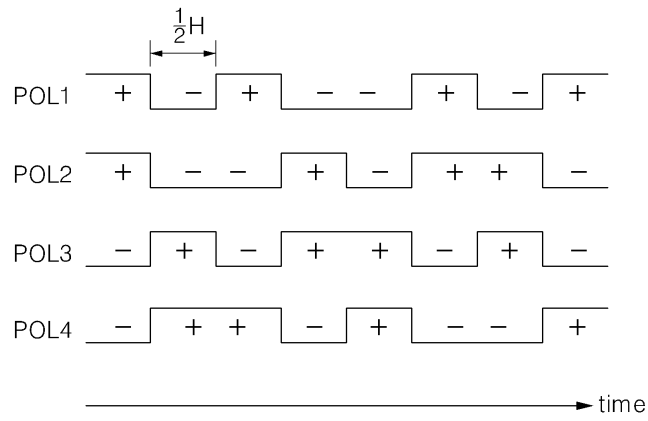 ½H
POL1 + − + − − + − +
POL2 + − − + − + + −
POL3 − + − + + − + −
POL4 − + + − + − − +
time